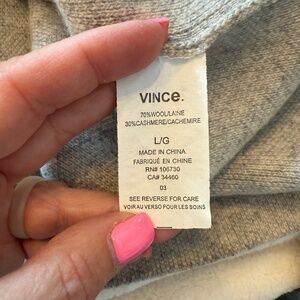 VINCE.
70%WOOL/LAINE
30%CASHMERE/CACHEMIRE
L/G
MADE IN CHINA
FABRIQUÉ EN CHINE
RN# 105730
CA# 34460
03
SEE REVERSE FOR CARE
VOIR AU VERSO POUR LES SOINS